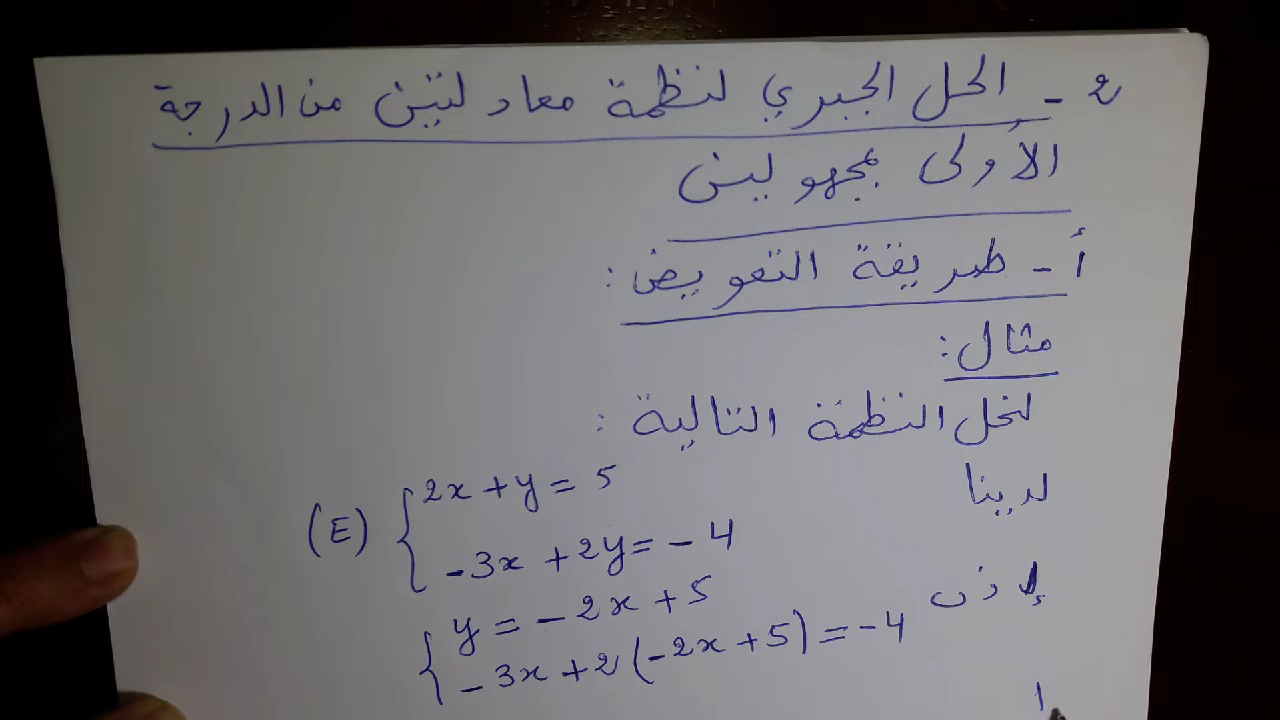 2 - الحل الجبري لنظمة معادلتين من الدرجة
الأولى بمجهولين
أ - طريقة التعويض :
مثال :
لنحل النظمة التالية :
لدينا
(E) { 2x + y = 5
-3x + 2y = -4
إذن
{ y = -2x + 5
-3x + 2(-2x + 5) = -4